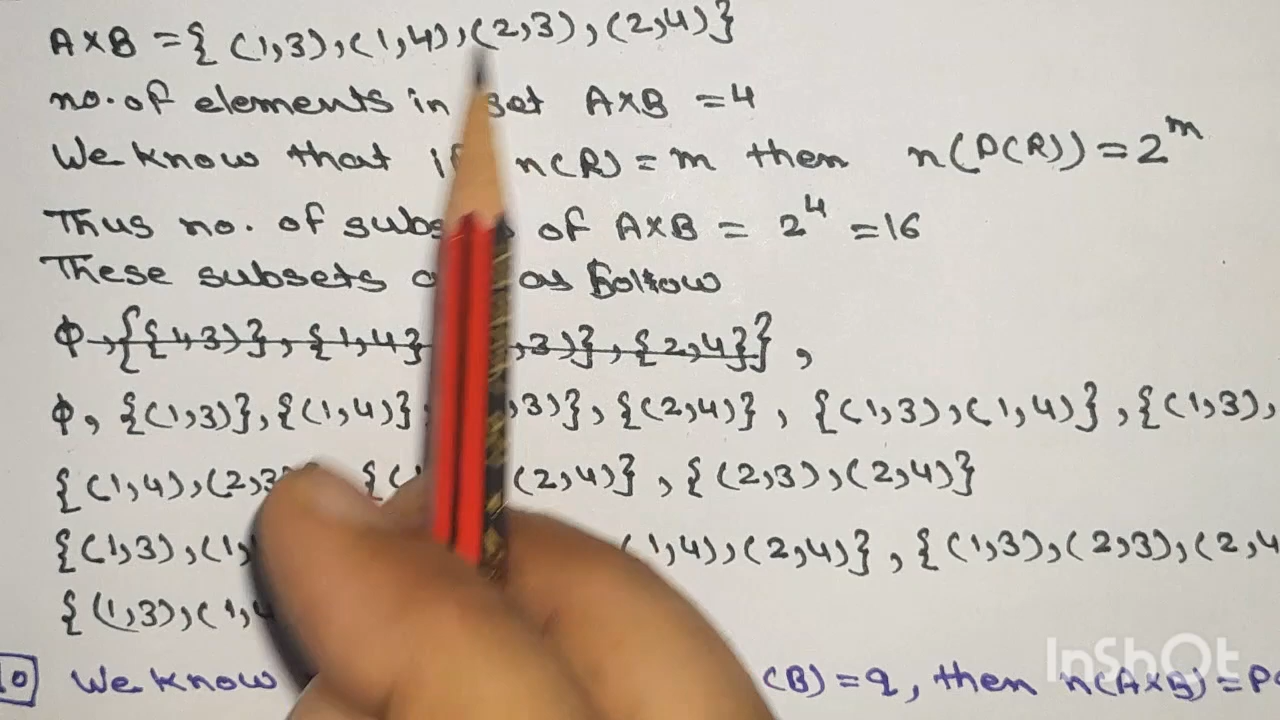 A×B = { (1,3), (1,4), (2,3), (2,4)}
no. of elements in set A×B = 4
We know that if n(R) = m then n(P(R)) = 2^m
Thus no. of of A×B = 2^4 = 16
These subsets as follow
ϕ, {{1,3)}, {1,4} ,3)}, {2,4}},
ϕ, {(1,3)}, {(1,4)}, ,3)}, {(2,4)}, {(1,3), (1,4)}, {(1,3),
{(1,4), (2,3 {( (2,4)}, {(2,3), (2,4)}
{(1,3), (1, (1,4), (2,4)}, {(1,3), (2,3), (2,4
{(1,3), (1,4
10 We know (B) = q, then n(A×B) = pq
InShOt